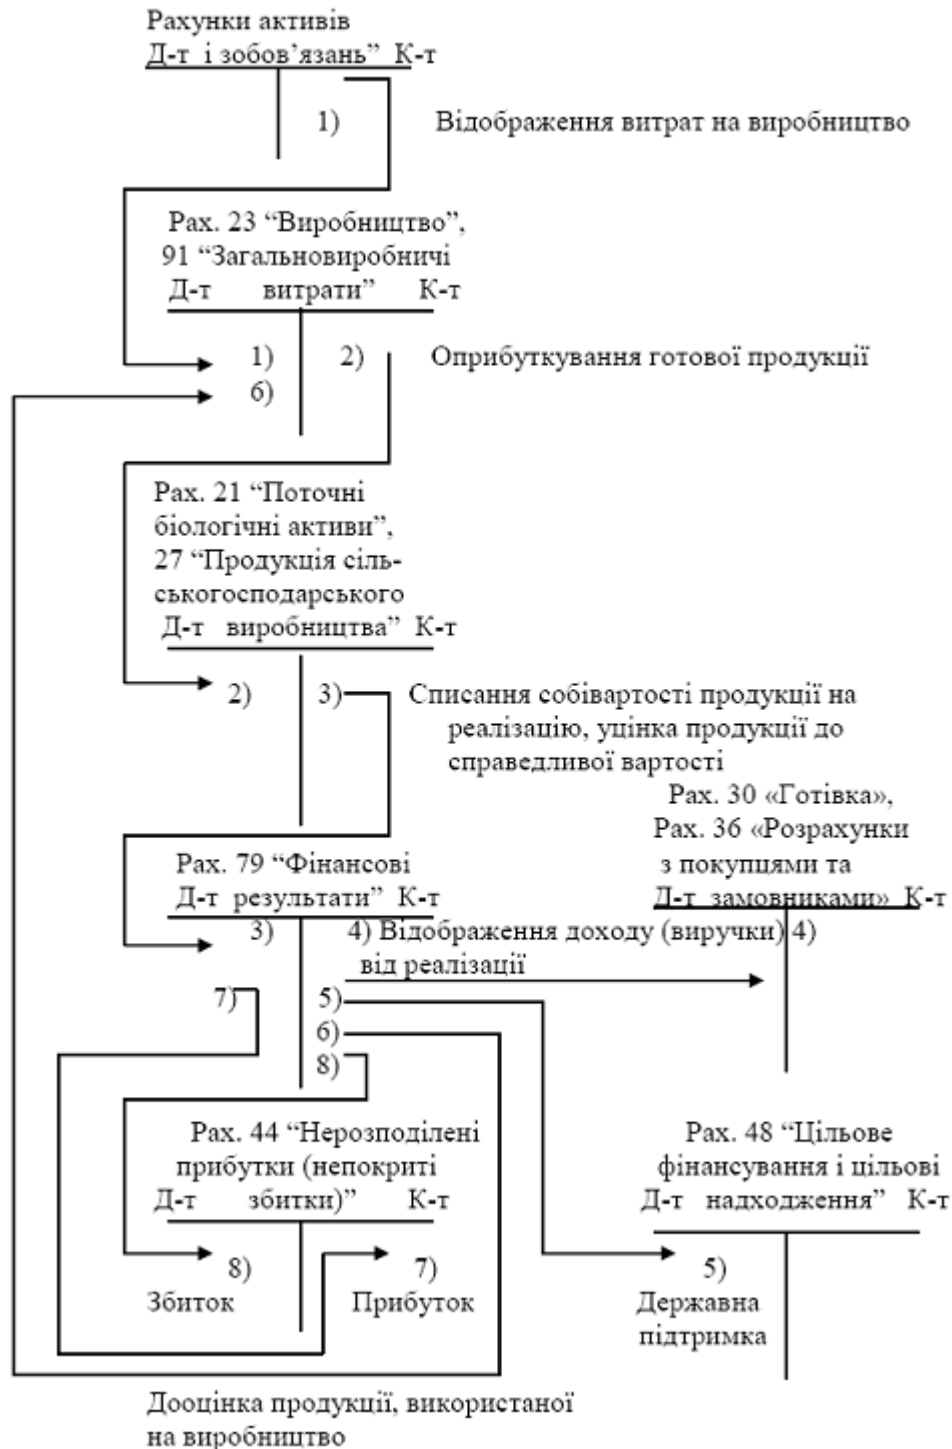 Рахунки активів
Д-т і зобов’язань” К-т
1) Відображення витрат на виробництво
Рах. 23 “Виробництво”,
91 “Загальновиробничі
Д-т витрати” К-т
1) 2) Оприбуткування готової продукції
6)
Рах. 21 “Поточні
біологічні активи”,
27 “Продукція сіль-
ськогосподарського
Д-т виробництва” К-т
2) 3) Списання собівартості продукції на
реалізацію, уцінка продукції до
справедливої вартості
Рах. 30 «Готівка»,
Рах. 36 «Розрахунки
з покупцями та
Д-т замовниками» К-т
Рах. 79 “Фінансові
Д-т результати” К-т
3) 4) Відображення доходу (виручки) 4)
від реалізації
7) 5)
6)
8)
Рах. 44 “Нерозподілені
прибутки (непокриті
Д-т збитки)” К-т
Рах. 48 “Цільове
фінансування і цільові
Д-т надходження” К-т
8) 7) 5)
Збиток Прибуток Державна
підтримка
Дооцінка продукції, використаної
на виробництво